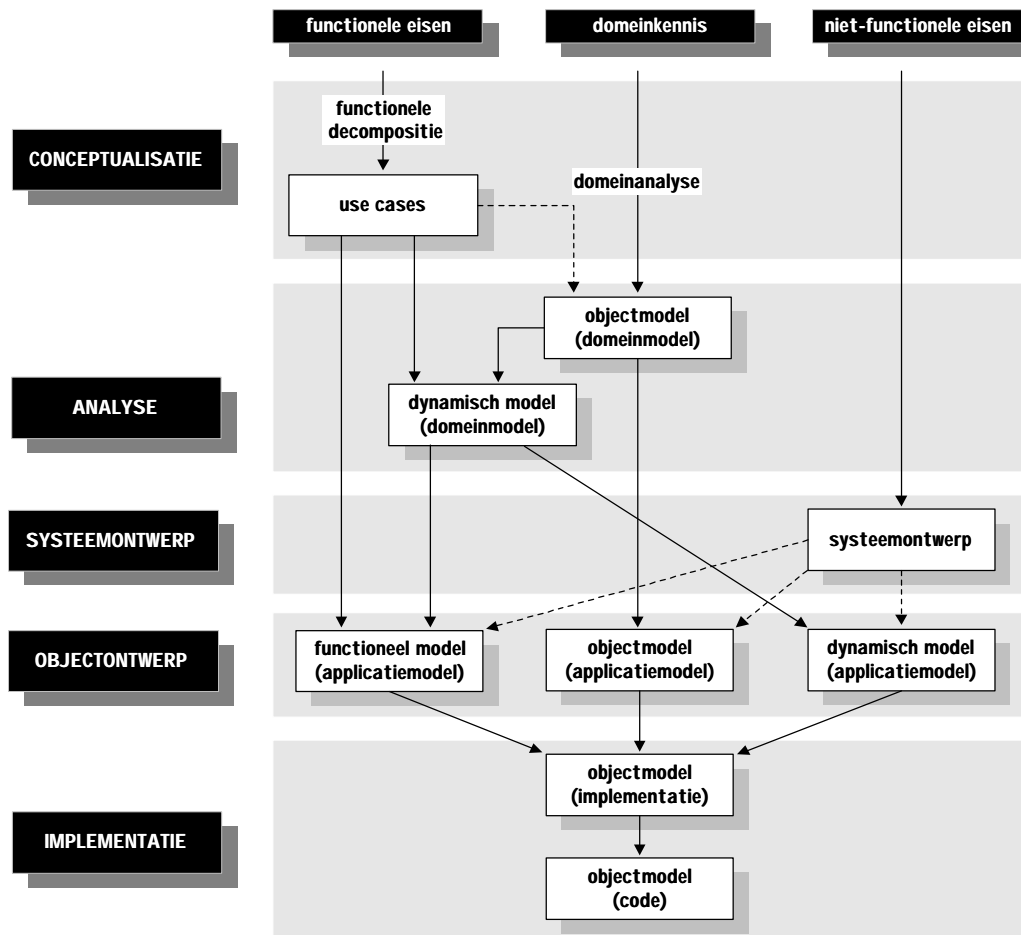 functionele eisen
domeinkennis
niet-functionele eisen
functionele
decompositie
CONCEPTUALISATIE
domeinanalyse
use cases
objectmodel
(domeinmodel)
ANALYSE
dynamisch model
(domeinmodel)
SYSTEEMONTWERP
systeemontwerp
OBJECTONTWERP
functioneel model
(applicatiemodel)
objectmodel
(applicatiemodel)
dynamisch model
(applicatiemodel)
objectmodel
(implementatie)
IMPLEMENTATIE
objectmodel
(code)